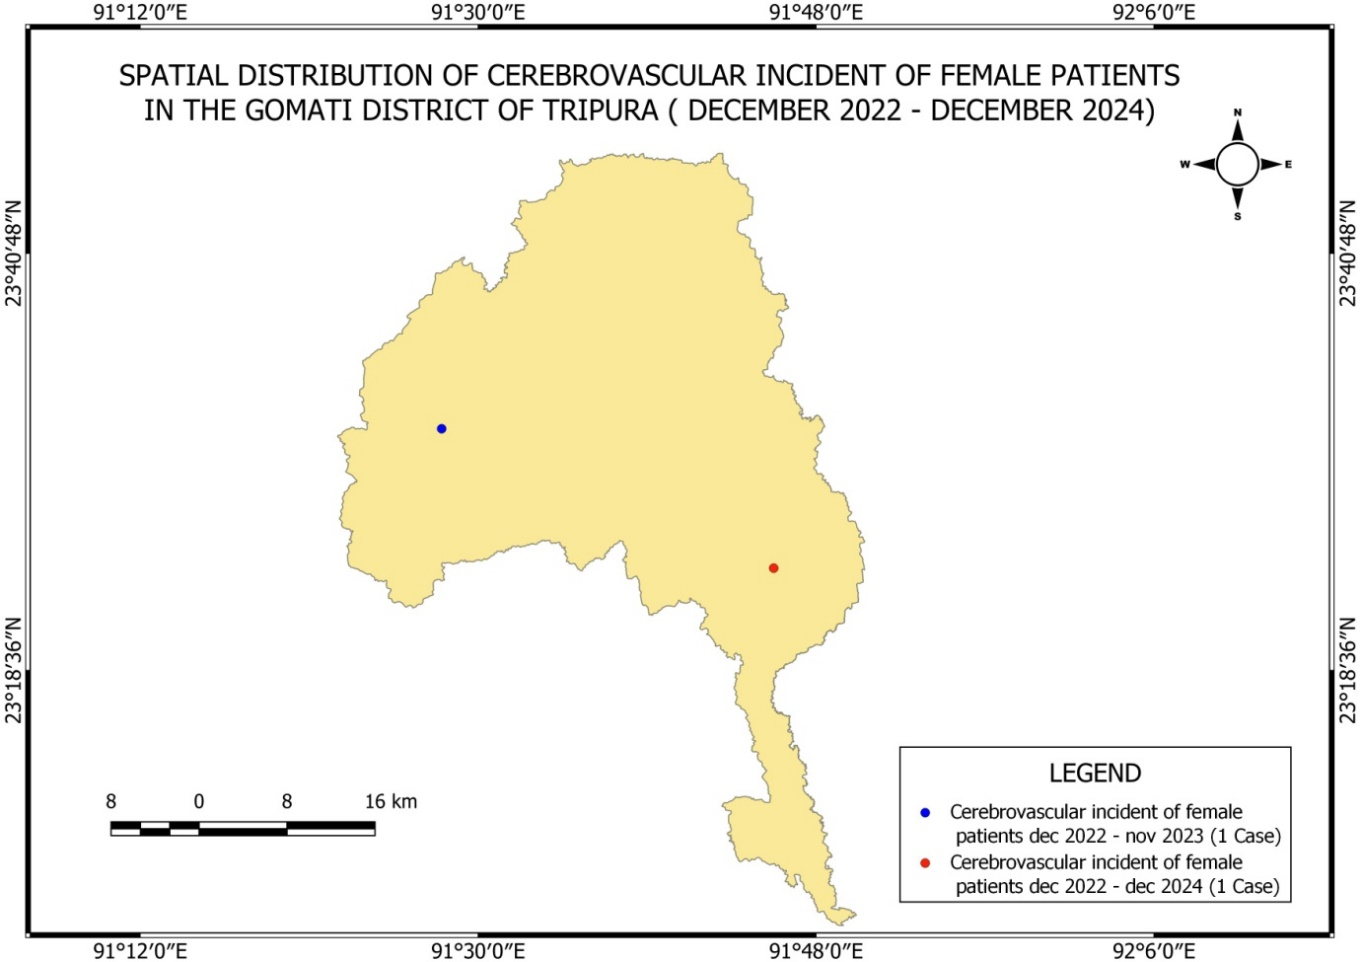 91°12′0″E
91°30′0″E
91°48′0″E
92°6′0″E
SPATIAL DISTRIBUTION OF CEREBROVASCULAR INCIDENT OF FEMALE PATIENTS
IN THE GOMATI DISTRICT OF TRIPURA ( DECEMBER 2022 - DECEMBER 2024)
N
W
E
S
23°40′48″N
23°40′48″N
23°18′36″N
23°18′36″N
8 0 8 16 km
LEGEND
Cerebrovascular incident of female
patients dec 2022 - nov 2023 (1 Case)
Cerebrovascular incident of female
patients dec 2022 - dec 2024 (1 Case)
91°12′0″E
91°30′0″E
91°48′0″E
92°6′0″E